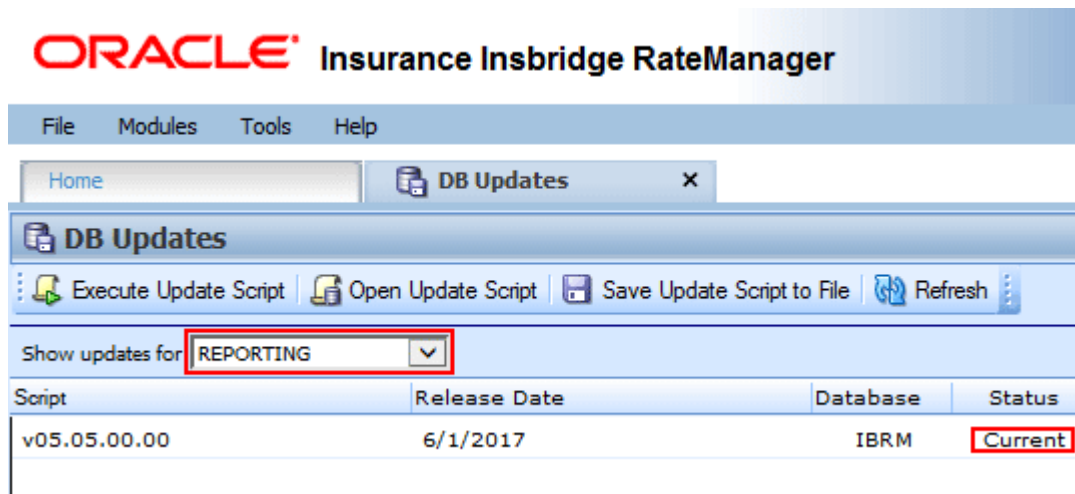 ORACLE® Insurance Insbridge RateManager
File Modules Tools Help
Home DB Updates ×
DB Updates
Execute Update Script Open Update Script Save Update Script to File Refresh
Show updates for REPORTING
Script Release Date Database Status
v05.05.00.00 6/1/2017 IBRM Current